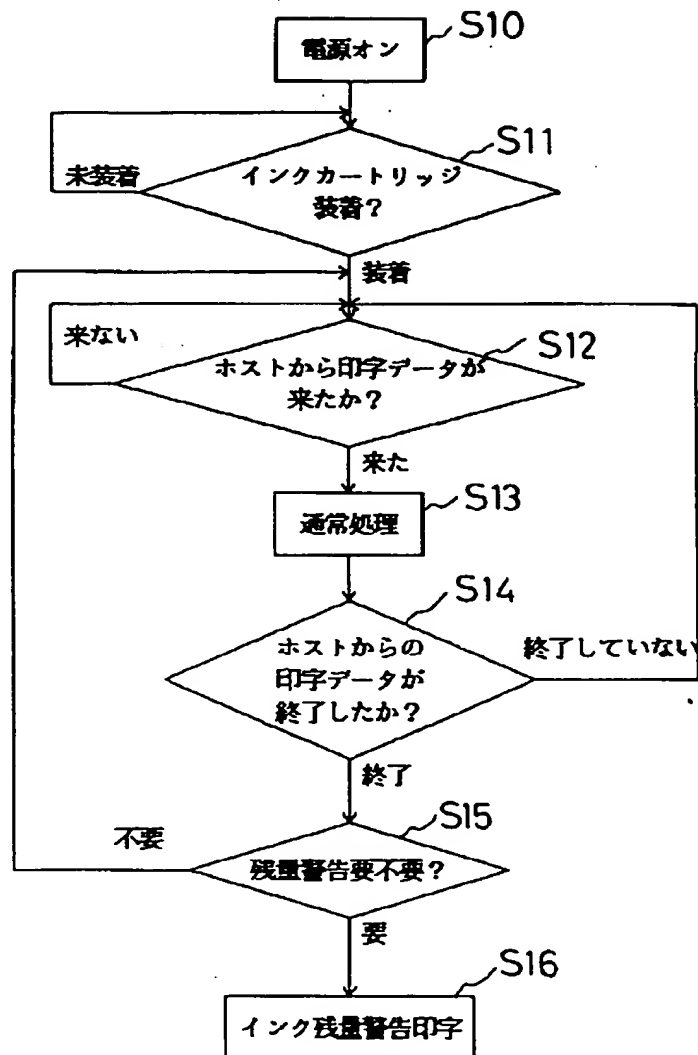 S10
電源オン
S11
インクカートリッジ
装着?
未装着
装着
来ない
S12
ホストから印字データが
来たか?
来た
S13
通常処理
S14
ホストからの
印字データが
終了したか?
終了していない
終了
S15
不要
残量警告要不要?
要
S16
インク残量警告印字